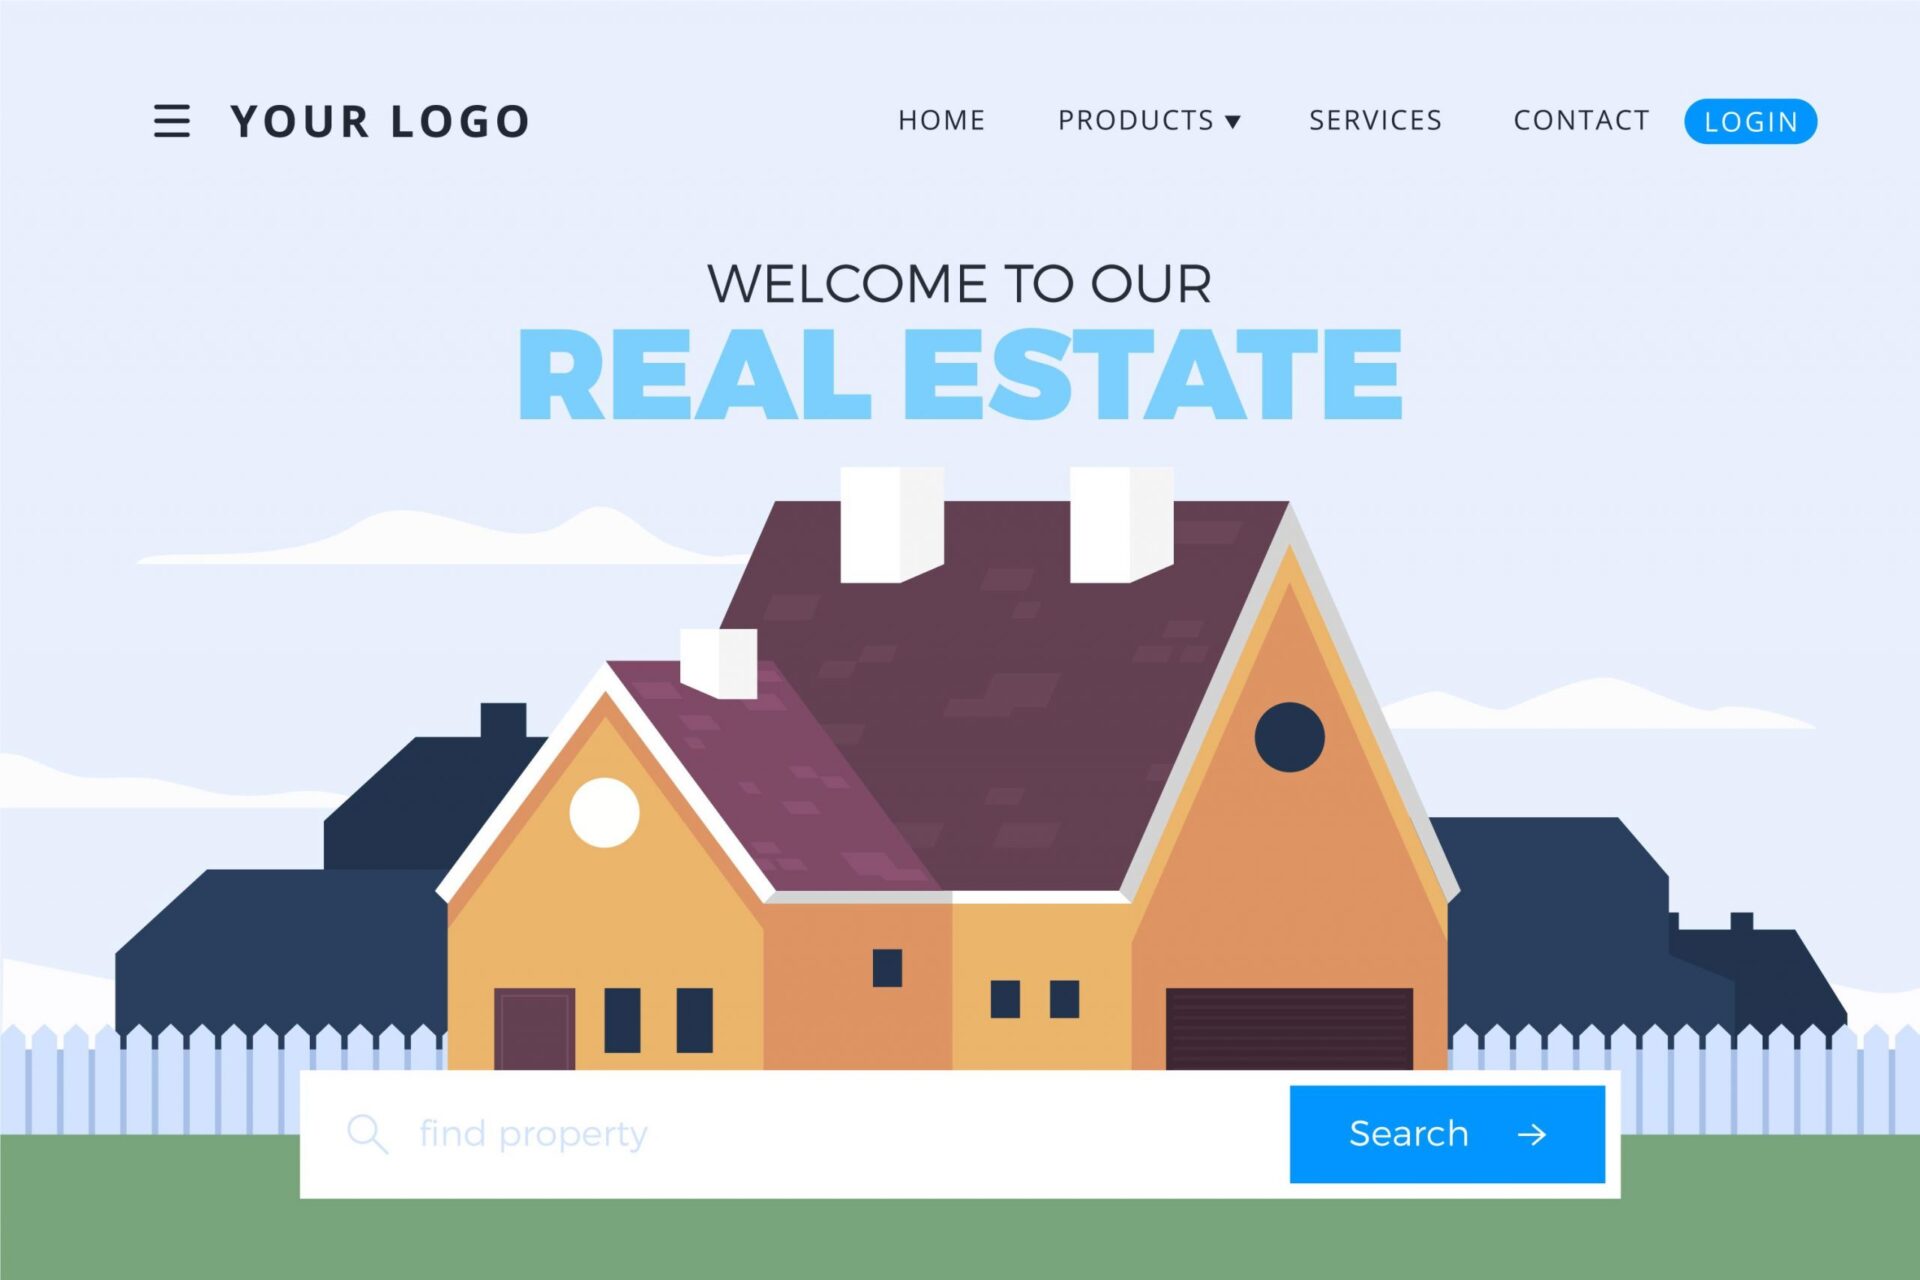 YOUR LOGO
HOME PRODUCTS ▼ SERVICES CONTACT LOGIN
WELCOME TO OUR
REAL ESTATE
find property
Search →